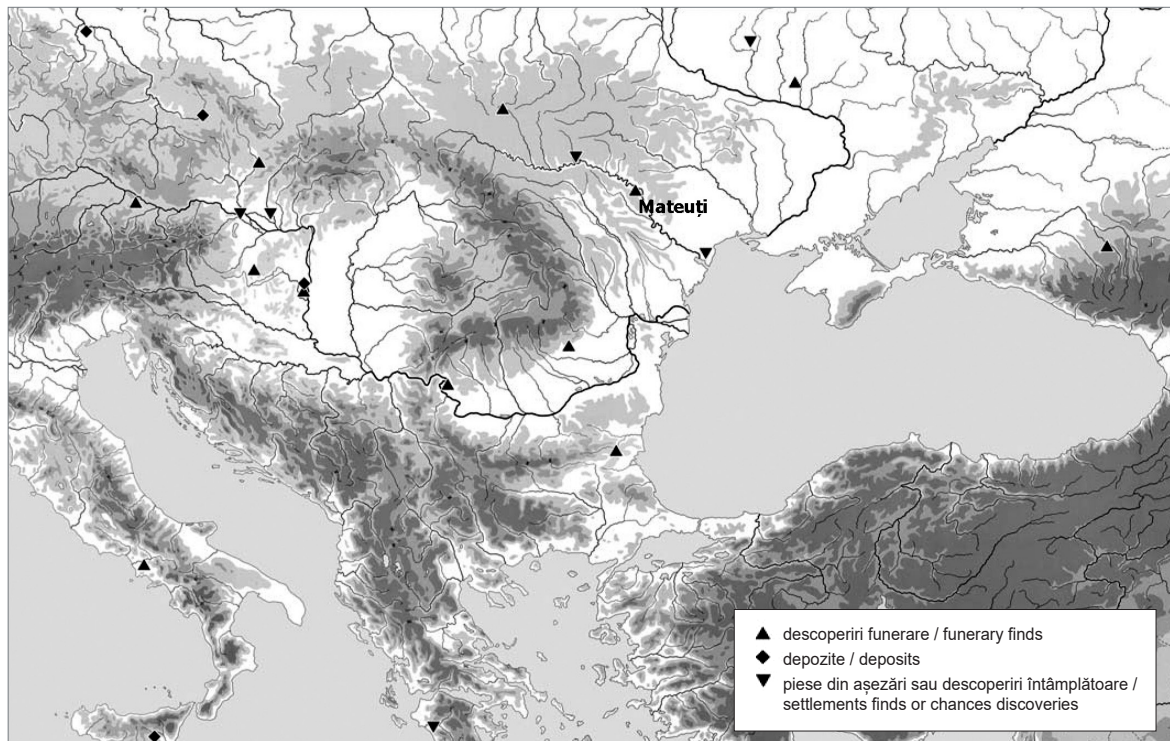 Mateuți
descoperiri funerare / funerary finds
depozite / deposits
piese din așezări sau descoperiri întâmplătoare /
settlements finds or chances discoveries